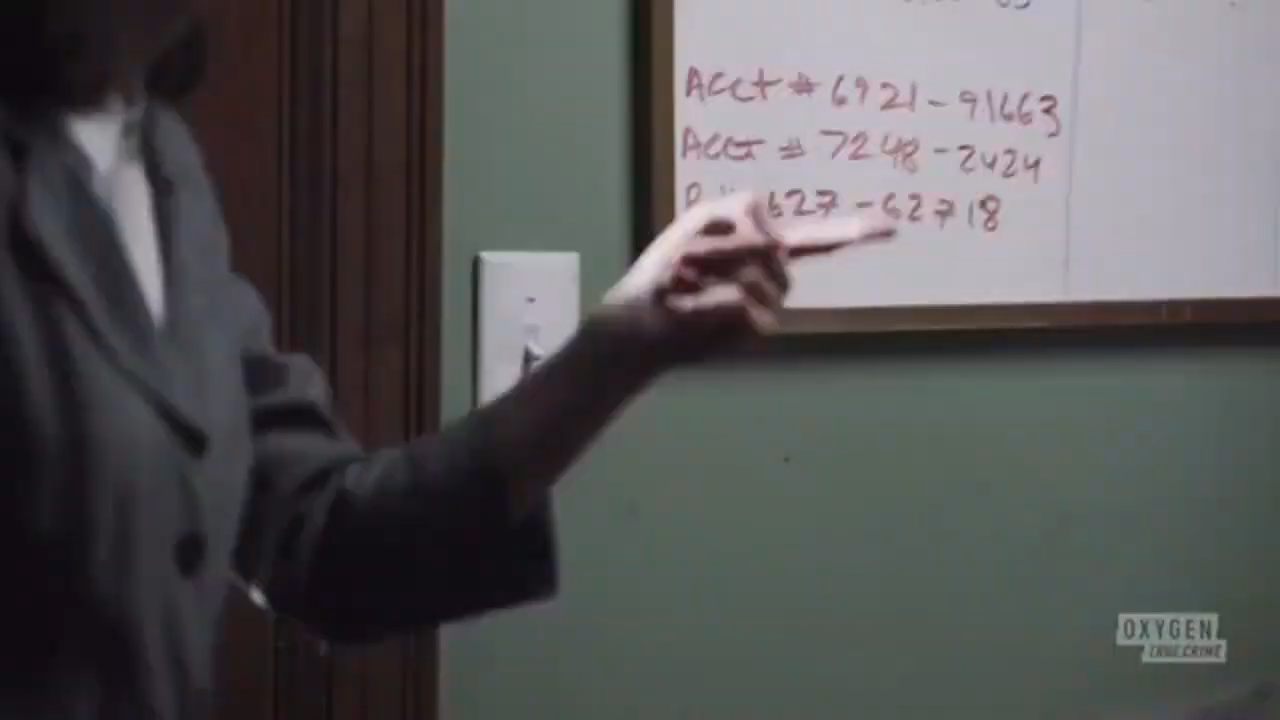 Acct # 6921-91663
Acct # 7248-2424
627-62718
OXYGEN
TRUE CRIME